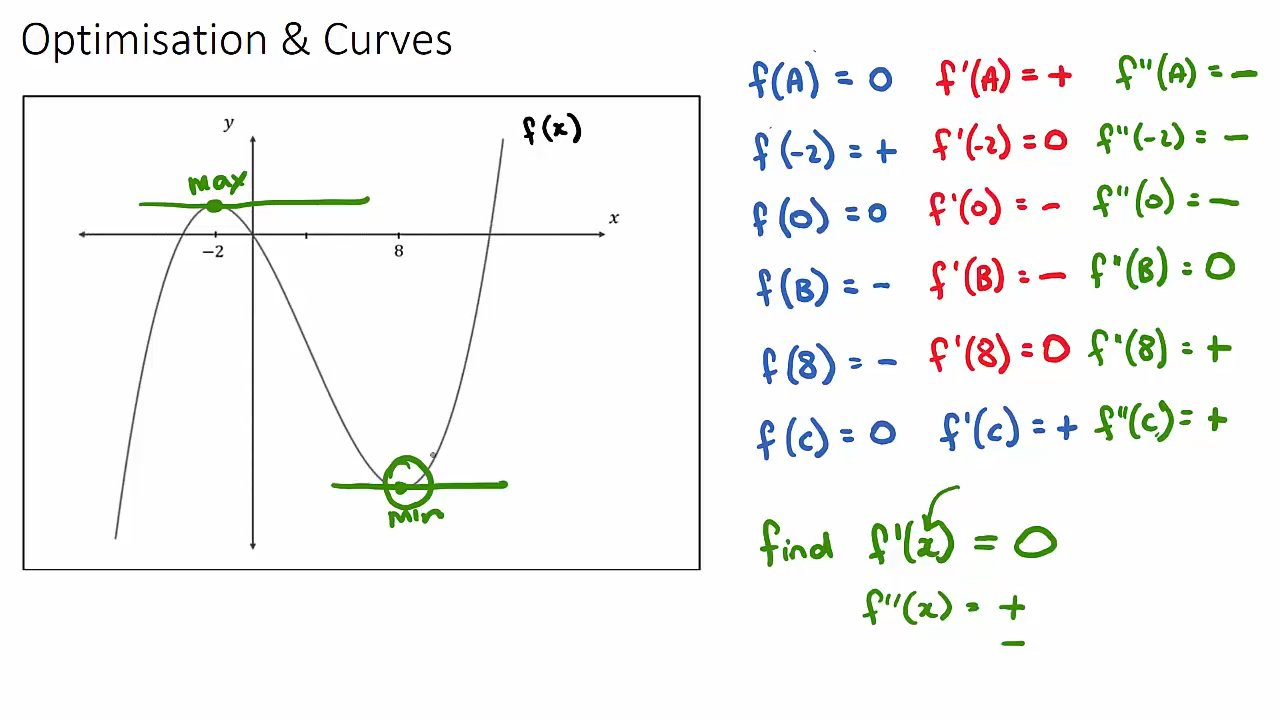 Optimisation & Curves
y
f(x)
max
x
−2
8
Min
f(A) = 0 f'(A) = + f''(A) = -
f(-2) = + f'(-2) = 0 f''(-2) = -
f(0) = 0 f'(0) = - f''(0) = -
f(B) = - f'(B) = - f''(B) = 0
f(8) = - f'(8) = 0 f''(8) = +
f(c) = 0 f'(c) = + f''(c) = +
find f'(x) = 0
f''(x) = +
-